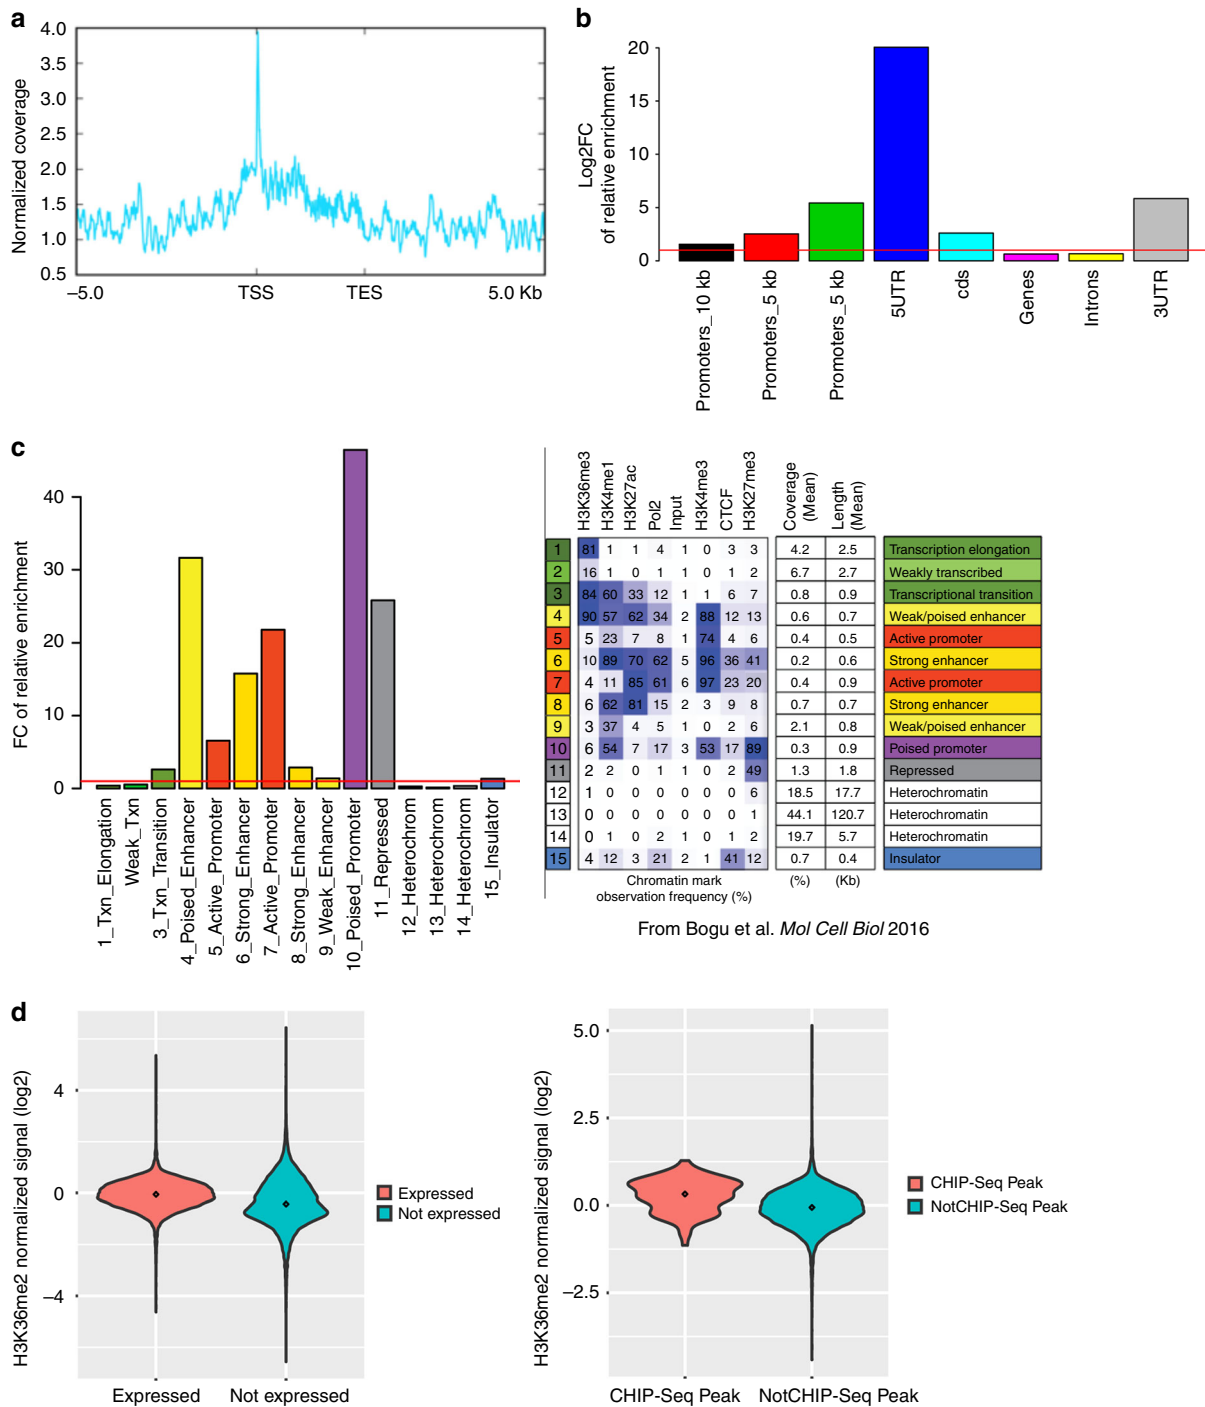 a
4.0
3.5
3.0
2.5
2.0
1.5
1.0
0.5
Normalized coverage
–5.0 TSS TES 5.0 Kb
b
20
15
10
5
0
Log2FC
of relative enrichment
Promoters_10 kb
Promoters_5 kb
Promoters_5 kb
5UTR
cds
Genes
Introns
3UTR
c
40
30
20
10
0
FC of relative enrichment
1_Txn_Elongation
Weak_Txn
3_Txn_Transition
4_Poised_Enhancer
5_Active_Promoter
6_Strong_Enhancer
7_Active_Promoter
8_Strong_Enhancer
9_Weak_Enhancer
10_Poised_Promoter
11_Repressed
12_Heterochrom
13_Heterochrom
14_Heterochrom
15_Insulator
H3K36me3
H3K4me1
H3K27ac
Pol2
Input
H3K4me3
CTCF
H3K27me3
Coverage
(Mean)
Length
(Mean)
1 81 1 1 4 1 0 3 3 4.2 2.5 Transcription elongation
2 16 1 0 1 1 0 1 2 6.7 2.7 Weakly transcribed
3 84 60 33 12 1 1 6 7 0.8 0.9 Transcriptional transition
4 90 57 62 34 2 88 12 13 0.6 0.7 Weak/poised enhancer
5 5 23 7 8 1 74 4 6 0.4 0.5 Active promoter
6 10 89 70 62 5 96 36 41 0.2 0.6 Strong enhancer
7 4 11 85 61 6 97 23 20 0.4 0.9 Active promoter
8 6 62 81 15 2 3 9 8 0.7 0.7 Strong enhancer
9 3 37 4 5 1 0 2 6 2.1 0.8 Weak/poised enhancer
10 6 54 7 17 3 53 17 89 0.3 0.9 Poised promoter
11 2 2 0 1 1 0 2 49 1.3 1.8 Repressed
12 1 0 0 0 0 0 0 6 18.5 17.7 Heterochromatin
13 0 0 0 0 0 0 0 1 44.1 120.7 Heterochromatin
14 0 1 0 2 1 0 1 2 19.7 5.7 Heterochromatin
15 4 12 3 21 2 1 41 12 0.7 0.4 Insulator
Chromatin mark
observation frequency (%)
(%) (Kb)
From Bogu et al. Mol Cell Biol 2016
d
4
0
–4
H3K36me2 normalized signal (log2)
Expressed Not expressed
Expressed
Not expressed
5.0
2.5
0.0
–2.5
H3K36me2 normalized signal (log2)
CHIP-Seq Peak NotCHIP-Seq Peak
CHIP-Seq Peak
NotCHIP-Seq Peak